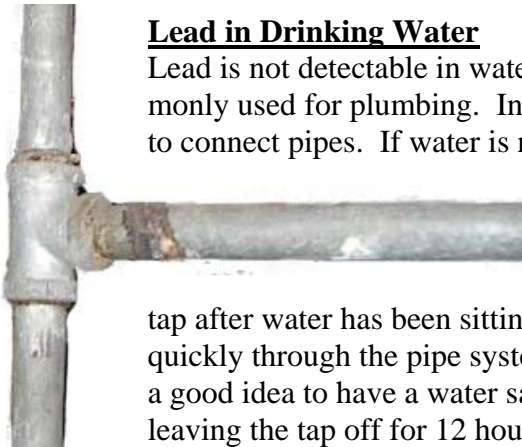 Lead in Drinking Water
Lead is not detectable in wate
monly used for plumbing.  In
to connect pipes.  If water is
tap after water has been sittin
quickly through the pipe syst
a good idea to have a water sa
leaving the tap off for 12 hou